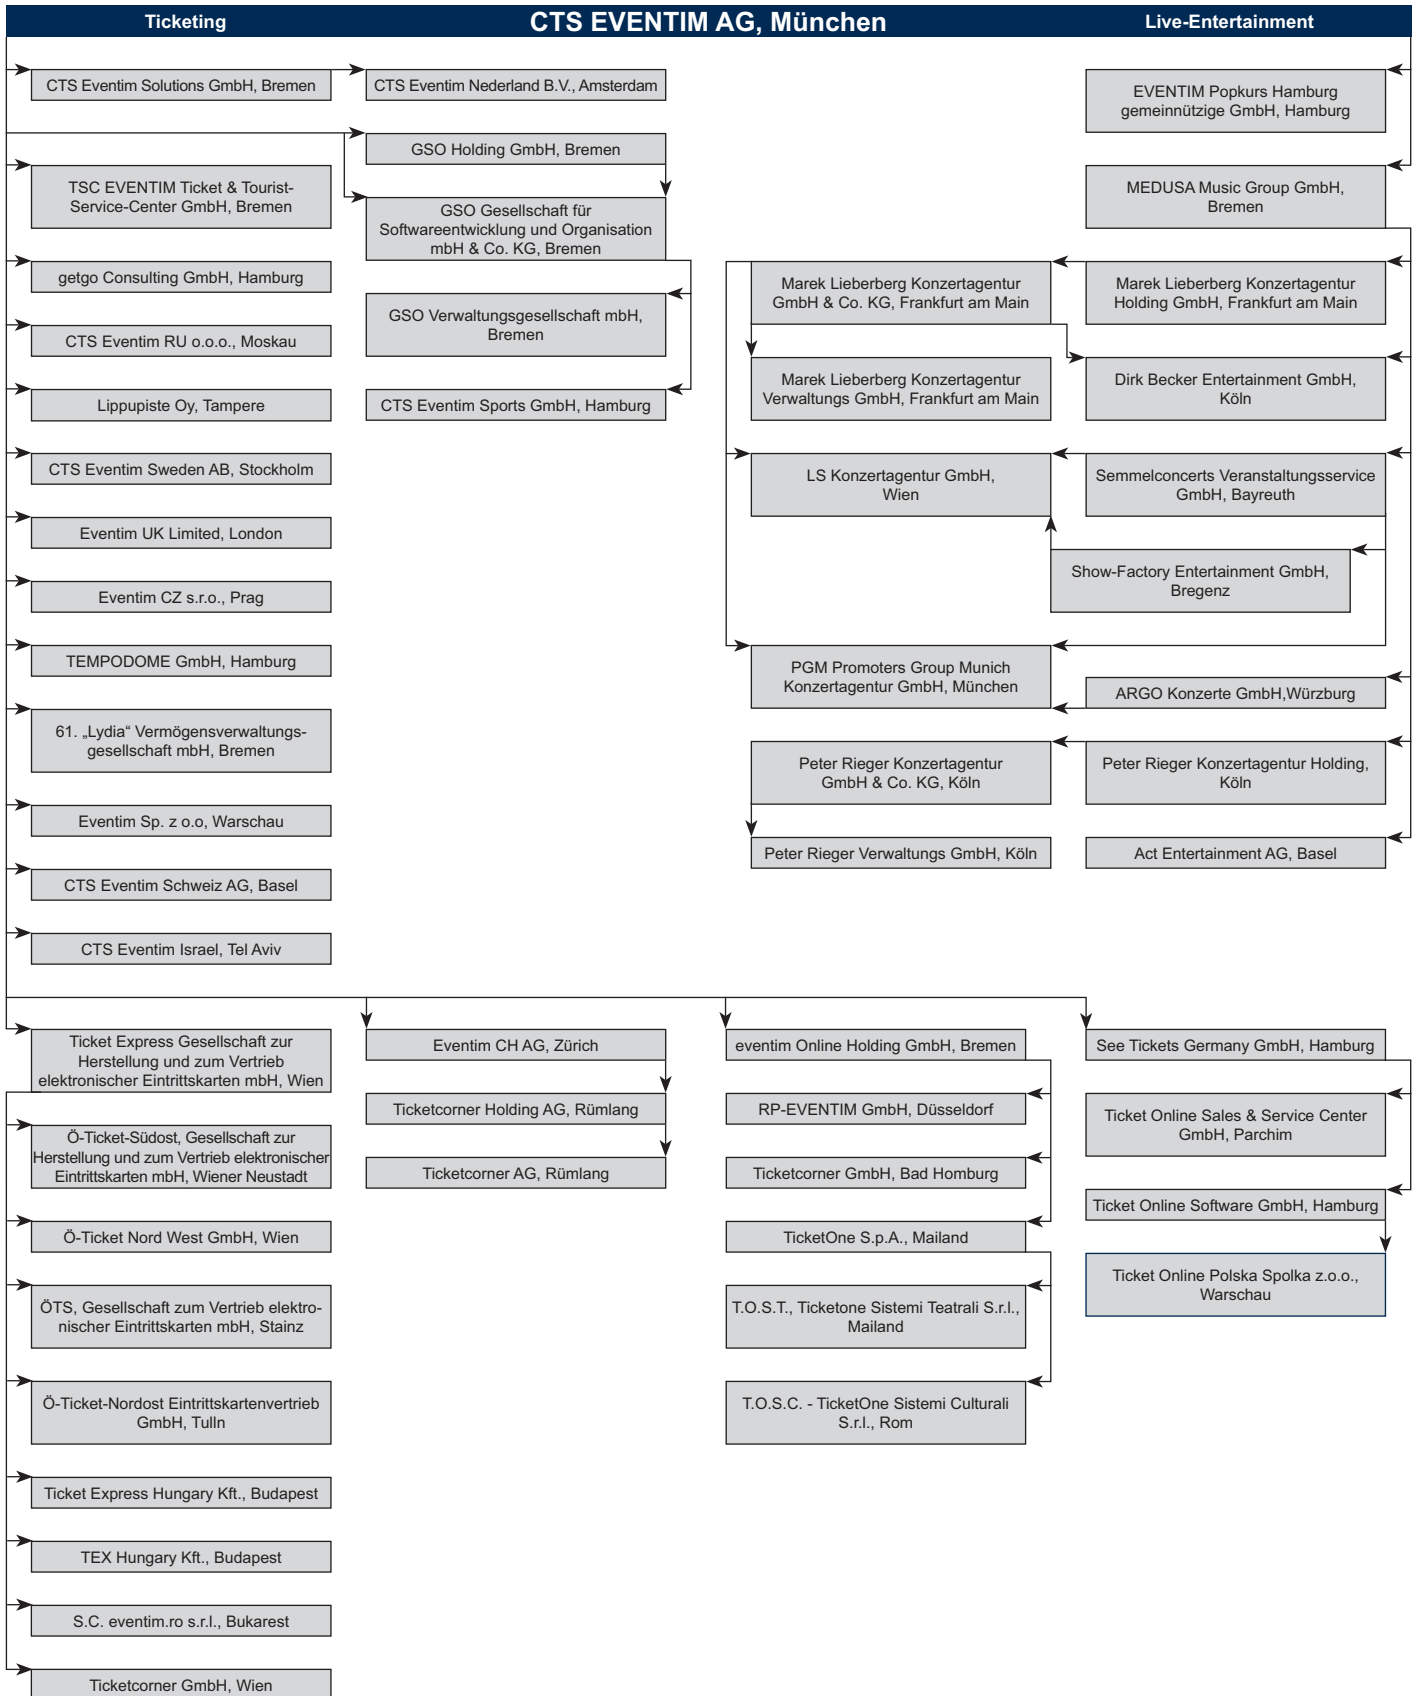 Ticketing
CTS EVENTIM AG, München
Live-Entertainment
CTS Eventim Solutions GmbH, Bremen
CTS Eventim Nederland B.V., Amsterdam
EVENTIM Popkurs Hamburg
gemeinnützige GmbH, Hamburg
GSO Holding GmbH, Bremen
TSC EVENTIM Ticket & Tourist-
Service-Center GmbH, Bremen
MEDUSA Music Group GmbH,
Bremen
GSO Gesellschaft für
Softwareentwicklung und Organisation
mbH & Co. KG, Bremen
getgo Consulting GmbH, Hamburg
Marek Lieberberg Konzertagentur
GmbH & Co. KG, Frankfurt am Main
Marek Lieberberg Konzertagentur
Holding GmbH, Frankfurt am Main
GSO Verwaltungsgesellschaft mbH,
Bremen
CTS Eventim RU o.o.o., Moskau
Marek Lieberberg Konzertagentur
Verwaltungs GmbH, Frankfurt am Main
Dirk Becker Entertainment GmbH,
Köln
Lippupiste Oy, Tampere
CTS Eventim Sports GmbH, Hamburg
CTS Eventim Sweden AB, Stockholm
LS Konzertagentur GmbH,
Wien
Semmelconcerts Veranstaltungsservice
GmbH, Bayreuth
Eventim UK Limited, London
Show-Factory Entertainment GmbH,
Bregenz
Eventim CZ s.r.o., Prag
TEMPODOME GmbH, Hamburg
PGM Promoters Group Munich
Konzertagentur GmbH, München
ARGO Konzerte GmbH,Würzburg
61. „Lydia“ Vermögensverwaltungs-
gesellschaft mbH, Bremen
Peter Rieger Konzertagentur
GmbH & Co. KG, Köln
Peter Rieger Konzertagentur Holding,
Köln
Eventim Sp. z o.o, Warschau
Peter Rieger Verwaltungs GmbH, Köln
Act Entertainment AG, Basel
CTS Eventim Schweiz AG, Basel
CTS Eventim Israel, Tel Aviv
Ticket Express Gesellschaft zur
Herstellung und zum Vertrieb
elektronischer Eintrittskarten mbH, Wien
Eventim CH AG, Zürich
eventim Online Holding GmbH, Bremen
See Tickets Germany GmbH, Hamburg
Ticketcorner Holding AG, Rümlang
RP-EVENTIM GmbH, Düsseldorf
Ticket Online Sales & Service Center
GmbH, Parchim
Ö-Ticket-Südost, Gesellschaft zur
Herstellung und zum Vertrieb elektronischer
Eintrittskarten mbH, Wiener Neustadt
Ticketcorner AG, Rümlang
Ticketcorner GmbH, Bad Homburg
Ticket Online Software GmbH, Hamburg
Ö-Ticket Nord West GmbH, Wien
TicketOne S.p.A., Mailand
Ticket Online Polska Spolka z.o.o.,
Warschau
ÖTS, Gesellschaft zum Vertrieb elektro-
nischer Eintrittskarten mbH, Stainz
T.O.S.T., Ticketone Sistemi Teatrali S.r.l.,
Mailand
Ö-Ticket-Nordost Eintrittskartenvertrieb
GmbH, Tulln
T.O.S.C. - TicketOne Sistemi Culturali
S.r.l., Rom
Ticket Express Hungary Kft., Budapest
TEX Hungary Kft., Budapest
S.C. eventim.ro s.r.l., Bukarest
Ticketcorner GmbH, Wien